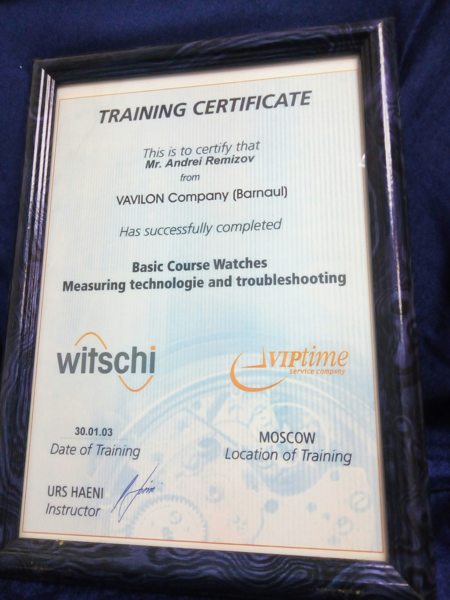 TRAINING CERTIFICATE
This is to certify that
Mr. Andrei Remizov
from
VAVILON Company (Barnaul)
Has successfully completed
Basic Course Watches
Measuring technologie and troubleshooting
witschi
VIPtime
service company
30.01.03
Date of Training
MOSCOW
Location of Training
URS HAENI
Instructor